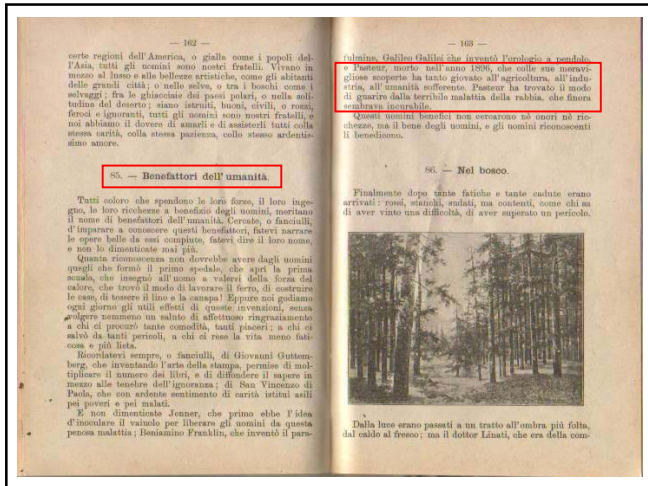 — 162 —
certe regioni dell'America, o gialla come i popoli del-
l'Asia, tutti gli uomini sono nostri fratelli. Vivano in
mezzo al lusso e alle bellezze artistiche, come gli abitanti
delle grandi città; o nelle selve, o tra i boschi come i
selvaggi; fra le ghiacciaie dei paesi polari, o nella soli-
tudine del deserto; siano istruiti, buoni, civili, o rozzi,
feroci e ignoranti, tutti gli uomini sono nostri fratelli, e
noi abbiamo il dovere di amarli e di assisterli tutti colla
stessa carità, colla stessa pazienza, collo stesso ardentis-
simo amore.
85. — Benefattori dell'umanità.
Tutti coloro che spendono le loro forze, il loro inge-
gno, le loro ricchezze a benefizio degli uomini, meritano
il nome di benefattori dell'umanità. Cercate, o fanciulli,
d'imparare a conoscere questi benefattori, fatevi narrare
le opere belle da essi compiute, fatevi dire il loro nome,
e non lo dimenticate mai più.
Quanta riconoscenza non dovrebbe avere dagli uomini
quegli che formò il primo spedale, che aprì la prima
scuola, che insegnò all'uomo a valersi della forza del
calore, che trovò il modo di lavorare il ferro, di costruire
le case, di tessere il lino e la canapa! Eppure noi godiamo
ogni giorno gli utili effetti di queste invenzioni, senza
volgere nemmeno un saluto di affettuoso ringraziamento
a chi ci procurò tante comodità, tanti piaceri; a chi ci
salvò da tanti pericoli, a chi ci rese la vita meno fati-
cosa e più lieta.
Ricordatevi sempre, o fanciulli, di Giovanni Guttem-
berg, che inventando l'arte della stampa, permise di mol-
tiplicare il numero dei libri, e di diffondere il sapere in
mezzo alle tenebre dell'ignoranza; di San Vincenzo di
Paola, che con ardente sentimento di carità istituì asili
pei poveri e pei malati.
E non dimenticate Jenner, che primo ebbe l'idea
d'inoculare il vaiolo per liberare gli uomini da questa
penosa malattia; Beniamino Franklin, che inventò il para-
— 163 —
fulmine, Galileo Galilei che inventò l'orologio a pendolo,
e Pasteur, morto nell'anno 1896, che colle sue meravi-
gliose scoperte ha tanto giovato all'agricoltura, all'indu-
stria, all'umanità sofferente. Pasteur ha trovato il modo
di guarire dalla terribile malattia della rabbia, che finora
sembrava incurabile.
Questi uomini benefici non cercarono nè onori nè ric-
chezze, ma il bene degli uomini, e gli uomini riconoscenti
li benedicono.
86. — Nel bosco.
Finalmente dopo tante fatiche e tante cadute erano
arrivati: rossi, stanchi, sudati, ma contenti, come chi sa
di aver vinto una difficoltà, di aver superato un pericolo.
Dalla luce erano passati a un tratto all'ombra più folta,
dal caldo al fresco; ma il dottor Linati, che era della com-